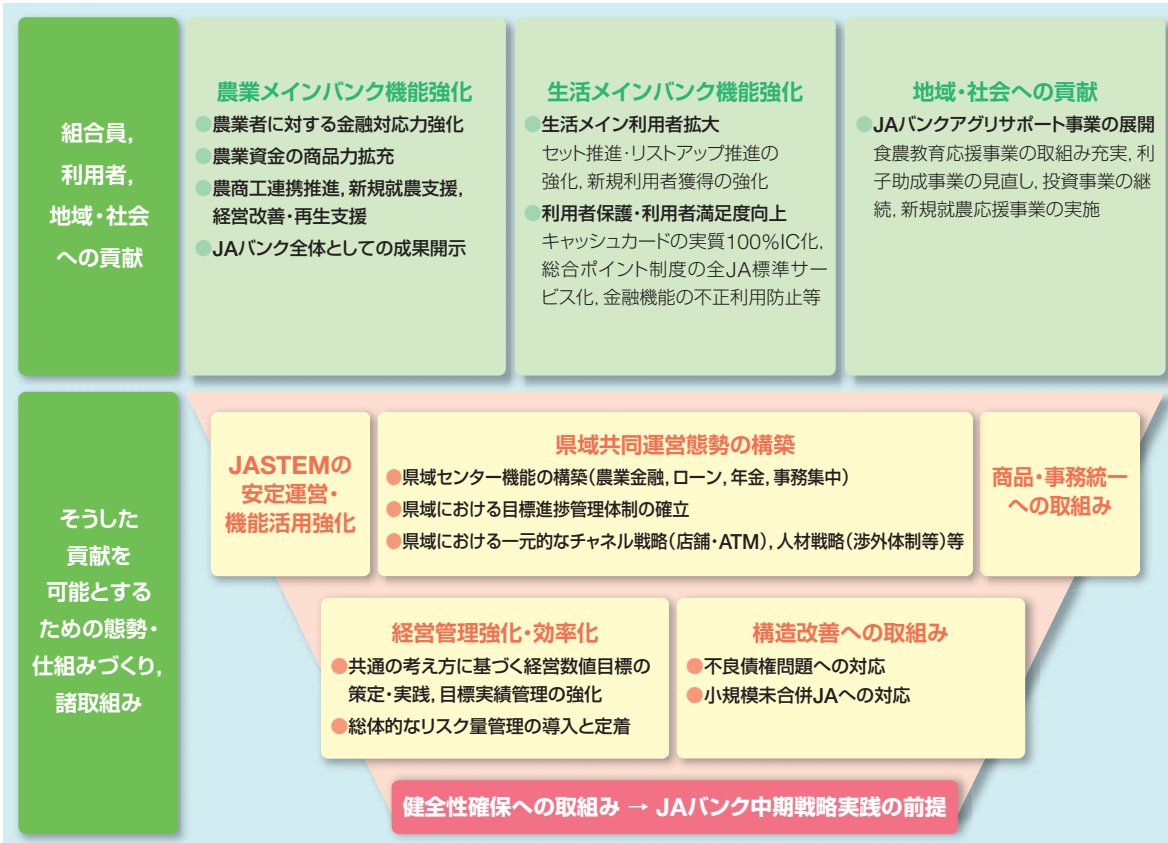 組合員,
利用者,
地域・社会
への貢献
農業メインバンク機能強化
●農業者に対する金融対応力強化
●農業資金の商品力拡充
●農商工連携推進, 新規就農支援,
経営改善・再生支援
●JAバンク全体としての成果開示
生活メインバンク機能強化
●生活メイン利用者拡大
セット推進・リストアップ推進の
強化, 新規利用者獲得の強化
●利用者保護・利用者満足度向上
キャッシュカードの実質100%IC化,
総合ポイント制度の全JA標準サー
ビス化, 金融機能の不正利用防止等
地域・社会への貢献
●JAバンクアグリサポート事業の展開
食農教育応援事業の取組み充実, 利
子助成事業の見直し, 投資事業の継
続, 新規就農応援事業の実施
そうした
貢献を
可能とする
ための態勢・
仕組みづくり,
諸取組み
JASTEMの
安定運営・
機能活用強化
県域共同運営態勢の構築
●県域センター機能の構築(農業金融, ローン, 年金, 事務集中)
●県域における目標進捗管理体制の確立
●県域における一元的なチャネル戦略(店舗・ATM), 人材戦略(渉外体制等)等
商品・事務統一
への取組み
経営管理強化・効率化
●共通の考え方に基づく経営数値目標の
策定・実践, 目標実績管理の強化
●総体的なリスク量管理の導入と定着
構造改善への取組み
●不良債権問題への対応
●小規模未合併JAへの対応
健全性確保への取組み → JAバンク中期戦略実践の前提